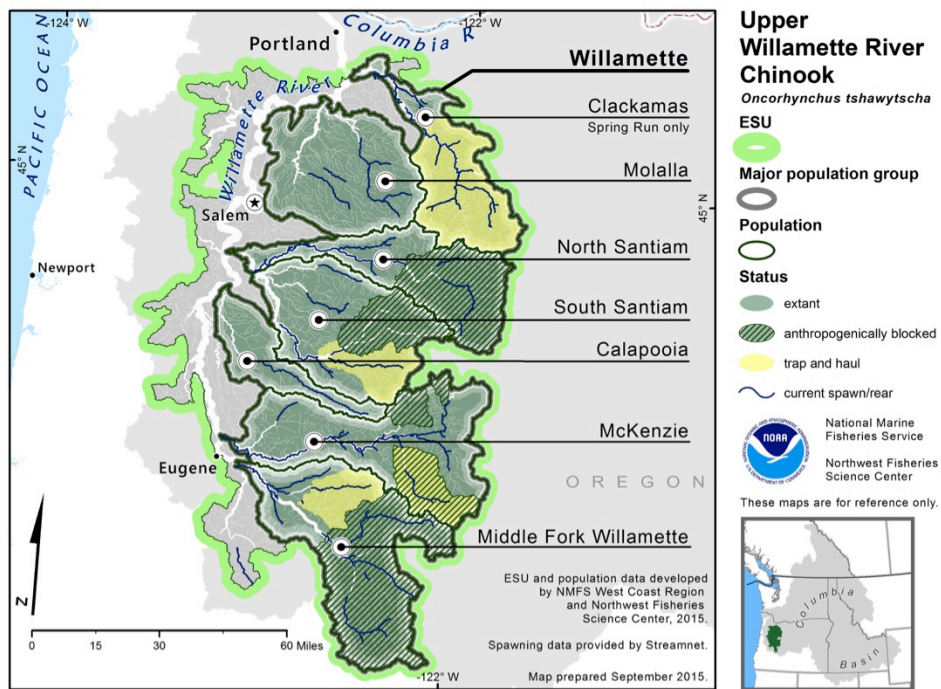 -124° W
-122° W
Columbia R
Portland
PACIFIC OCEAN
Willamette River
Willamette
Clackamas
Spring Run only
45° N
Molalla
Salem
45° N
North Santiam
Newport
South Santiam
Calapooia
McKenzie
Eugene
OREGON
Middle Fork Willamette
ESU and population data developed
by NMFS West Coast Region
and Northwest Fisheries
Science Center, 2015.
Spawning data provided by Streamnet.
Map prepared September 2015.
N
0 15 30 60 Miles
-122° W
Upper
Willamette River
Chinook
Oncorhynchus tshawytscha
ESU
Major population group
Population
Status
extant
anthropogenically blocked
trap and haul
current spawn/rear
NOAA
National Marine
Fisheries Service
Northwest Fisheries
Science Center
These maps are for reference only.
Columbia
Basin